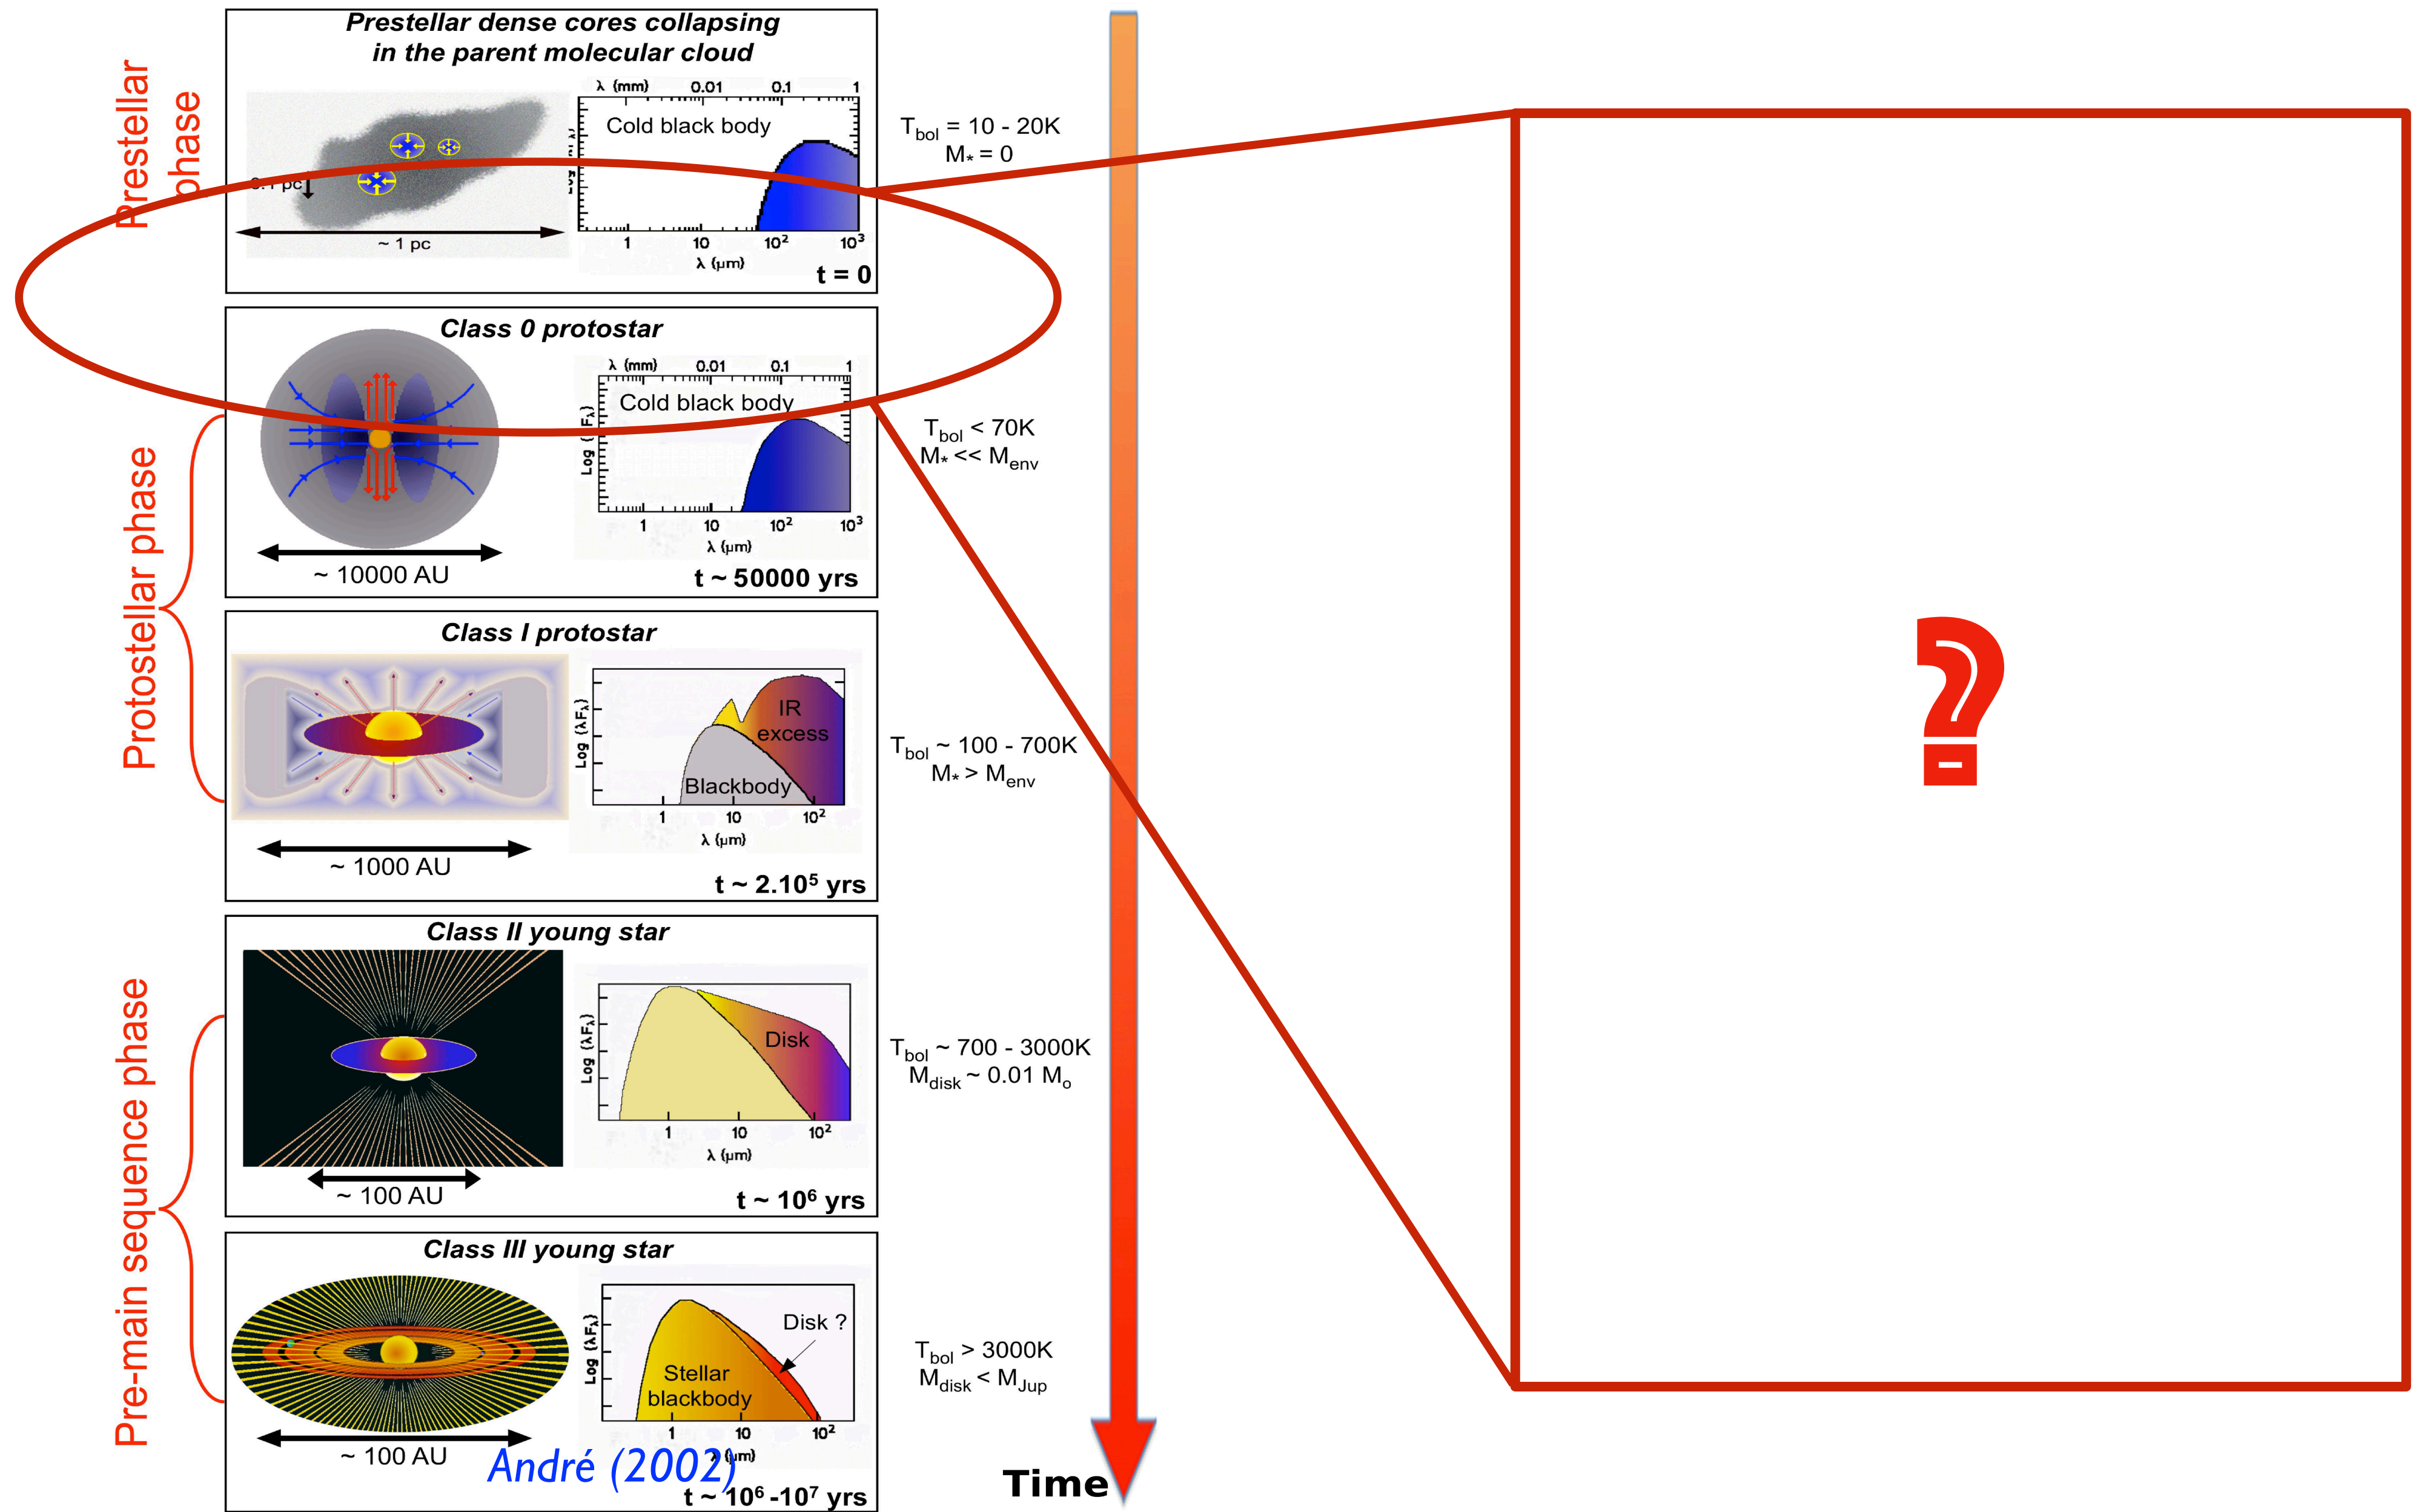 Prestellar phase
Prestellar dense cores collapsing
in the parent molecular cloud
λ (mm) 0.01 0.1 1
Cold black body
~ 1 pc
1 10 10² 10³
λ (μm)
t = 0
T_bol = 10 - 20K
M* = 0
Protostellar phase
Class 0 protostar
λ (mm) 0.01 0.1 1
Cold black body
~ 10000 AU
1 10 10² 10³
λ (μm)
t ~ 50000 yrs
T_bol < 70K
M* << M_env
Class I protostar
Log (λF_λ)
IR
excess
Blackbody
~ 1000 AU
1 10 10²
λ (μm)
t ~ 2.10⁵ yrs
T_bol ~ 100 - 700K
M* > M_env
Pre-main sequence phase
Class II young star
Log (λF_λ)
Disk
~ 100 AU
1 10 10²
λ (μm)
t ~ 10⁶ yrs
T_bol ~ 700 - 3000K
M_disk ~ 0.01 M_o
Class III young star
Log (λF_λ)
Disk ?
Stellar
blackbody
~ 100 AU
1 10 10²
André (2002)
t ~ 10⁶ -10⁷ yrs
T_bol > 3000K
M_disk < M_Jup
Time
?